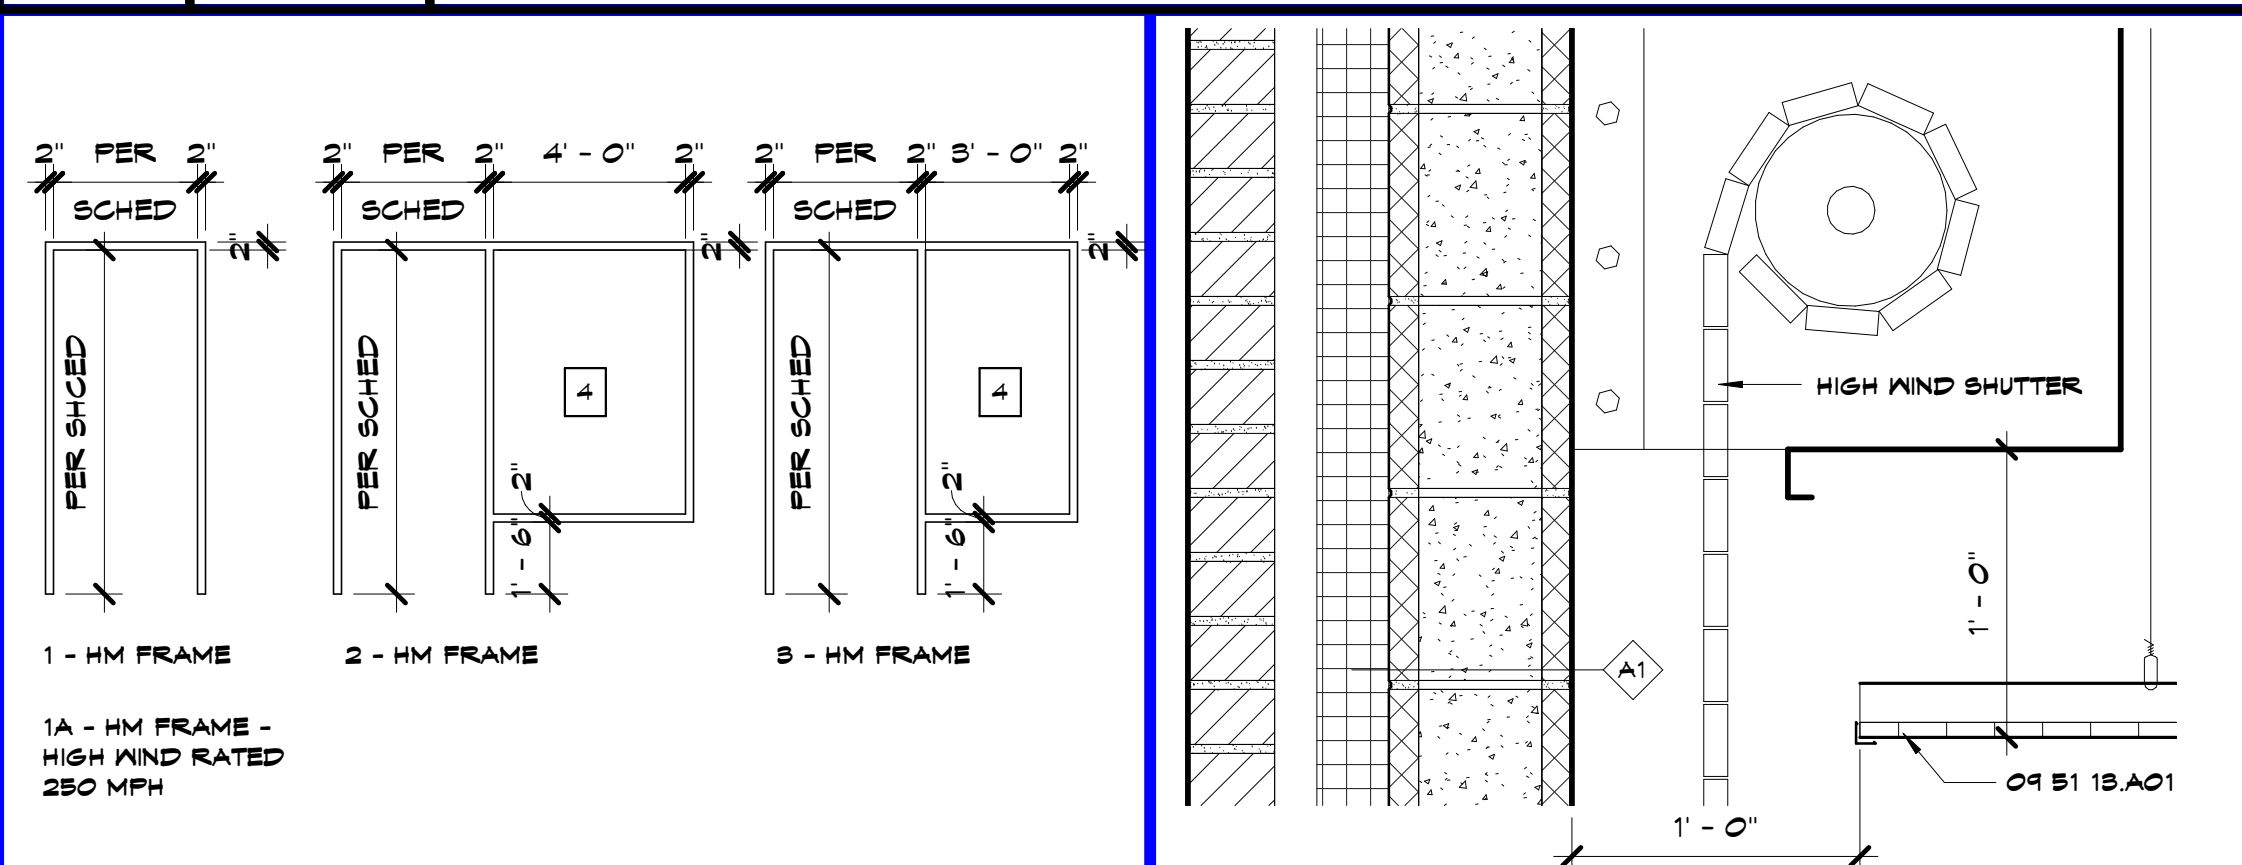 2" PER 2"
SCHED
2"
PER SHCED
1 - HM FRAME
1A - HM FRAME -
HIGH WIND RATED
250 MPH
2" PER 2" 4' - 0" 2"
SCHED
2"
PER SCHED
4
2"
1' - 6"
2 - HM FRAME
2" PER 2" 3' - 0" 2"
SCHED
2"
PER SCHED
4
2"
1' - 6"
3 - HM FRAME
HIGH WIND SHUTTER
1' - 0"
A1
09 51 13.A01
1' - 0"